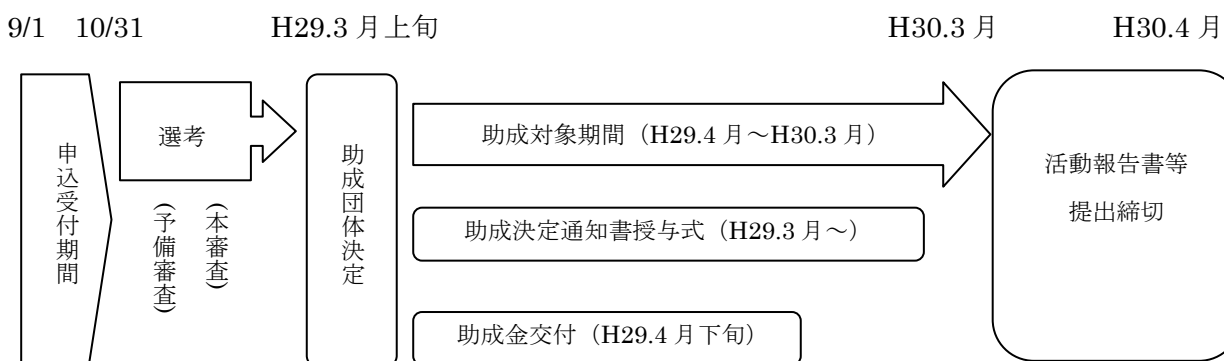 9/1 10/31 H29.3 月上旬 H30.3 月 H30.4 月
申込受付期間
選考
(予備審査)
(本審査)
助成団体決定
助成対象期間（H29.4 月～H30.3 月）
助成決定通知書授与式（H29.3 月～）
助成金交付（H29.4 月下旬）
活動報告書等
提出締切